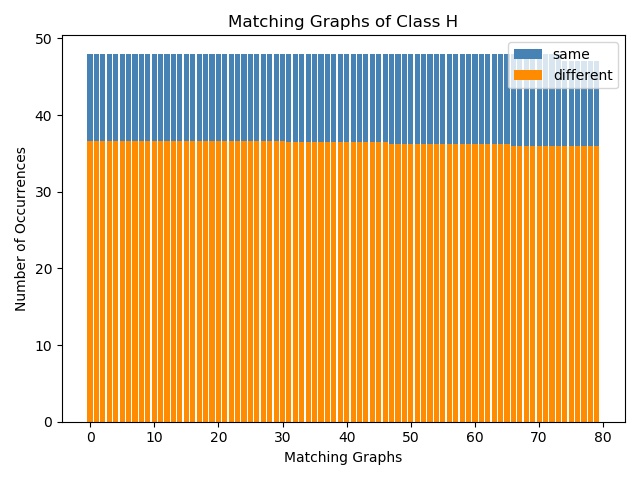 Matching Graphs of Class H
same
different
Number of Occurrences
50
40
30
20
10
0
0 10 20 30 40 50 60 70 80
Matching Graphs